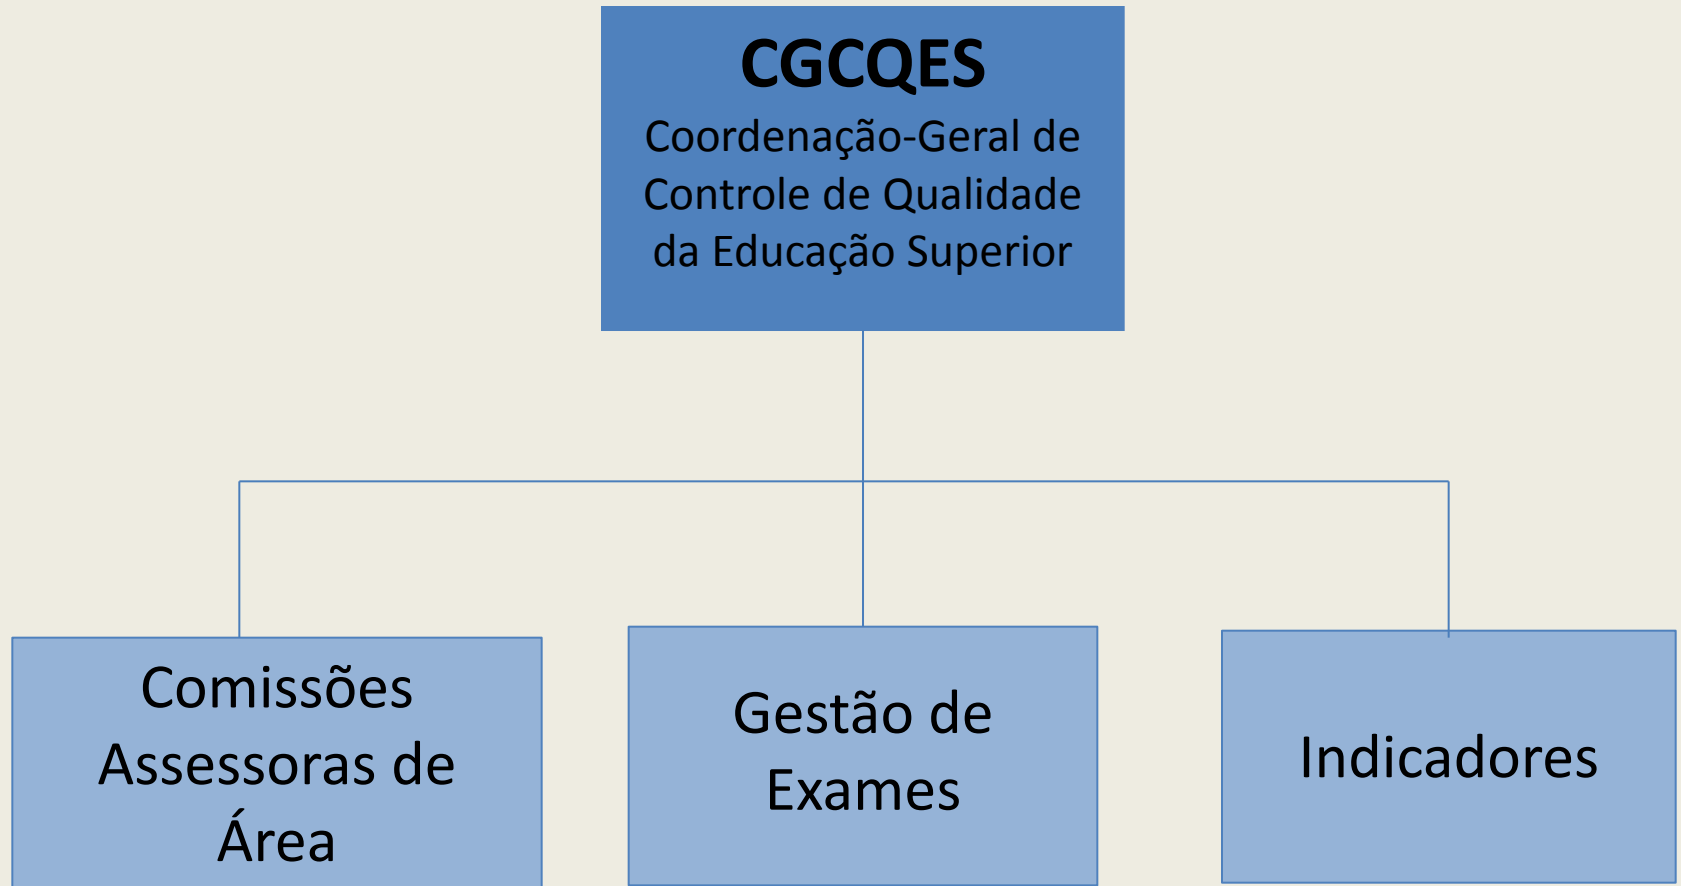 CGCQES
Coordenação-Geral de
Controle de Qualidade
da Educação Superior
Comissões
Assessoras de
Área
Gestão de
Exames
Indicadores